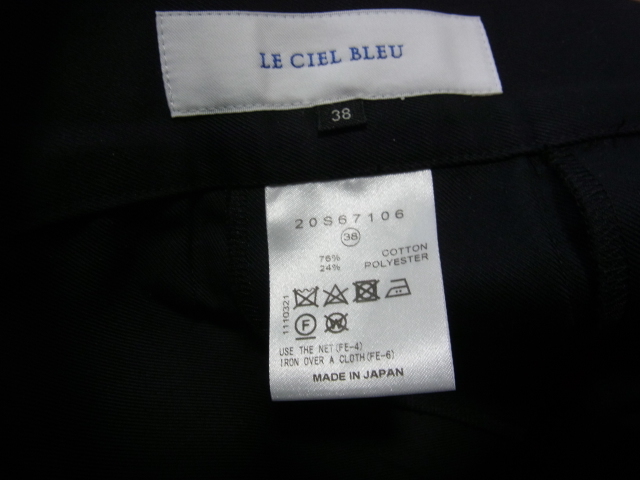 LE CIEL BLEU
38
20S67106
38
76% COTTON
24% POLYESTER
1110321
F
W
USE THE NET(FE-4)
IRON OVER A CLOTH(FE-6)
MADE IN JAPAN